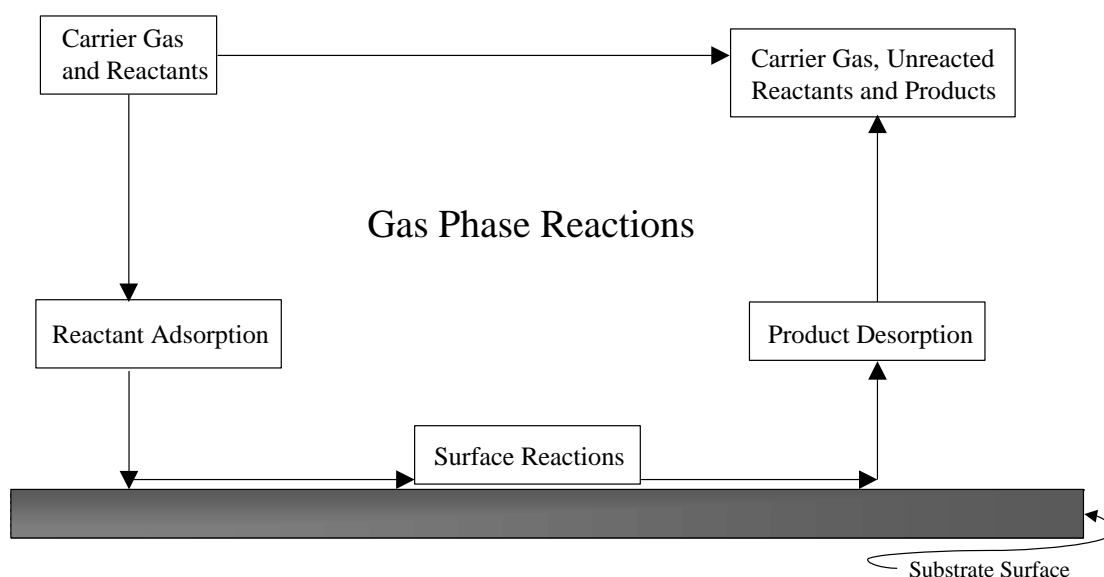 Carrier Gas
and Reactants
Carrier Gas, Unreacted
Reactants and Products
Gas Phase Reactions
Reactant Adsorption
Product Desorption
Surface Reactions
Substrate Surface